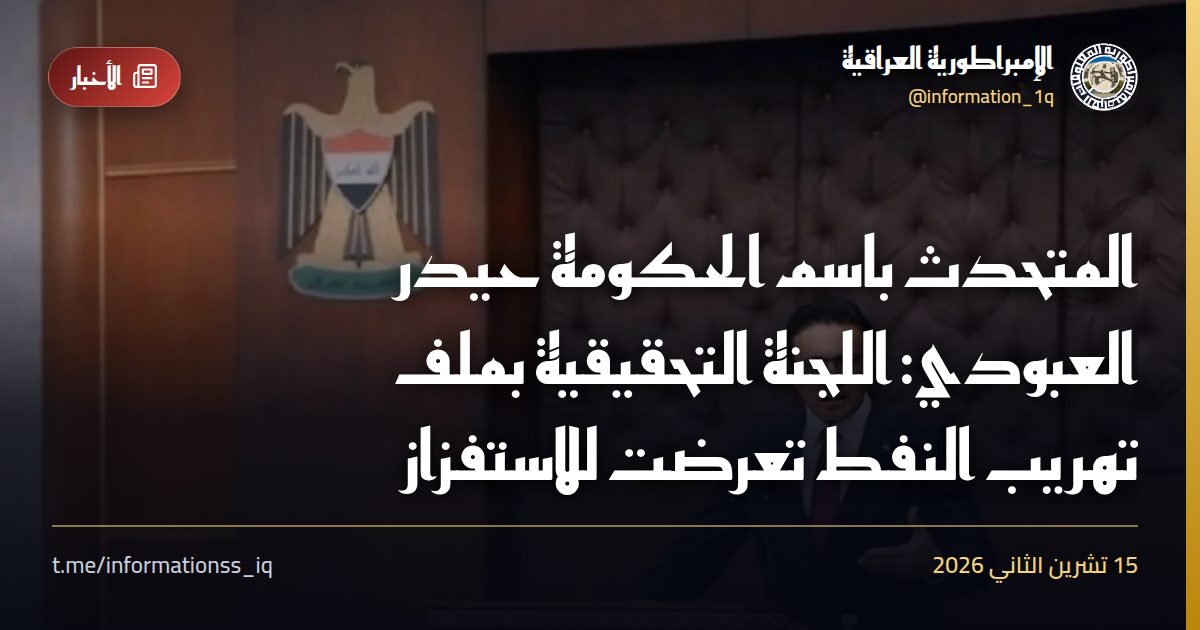 الإمبراطورية العراقية
@information_1q
الأخبار
المتحدث باسم الحكومة حيدر
العبودي: اللجنة التحقيقية بملف
تهريب النفط تعرضت للاستفزاز
15 تشرين الثاني 2026
t.me/informationss_iq